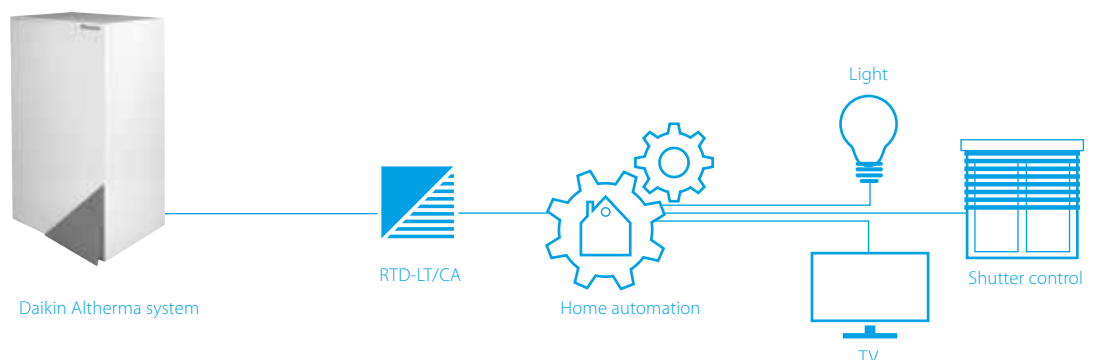 Light
RTD-LT/CA
Shutter control
Daikin Altherma system
Home automation
TV